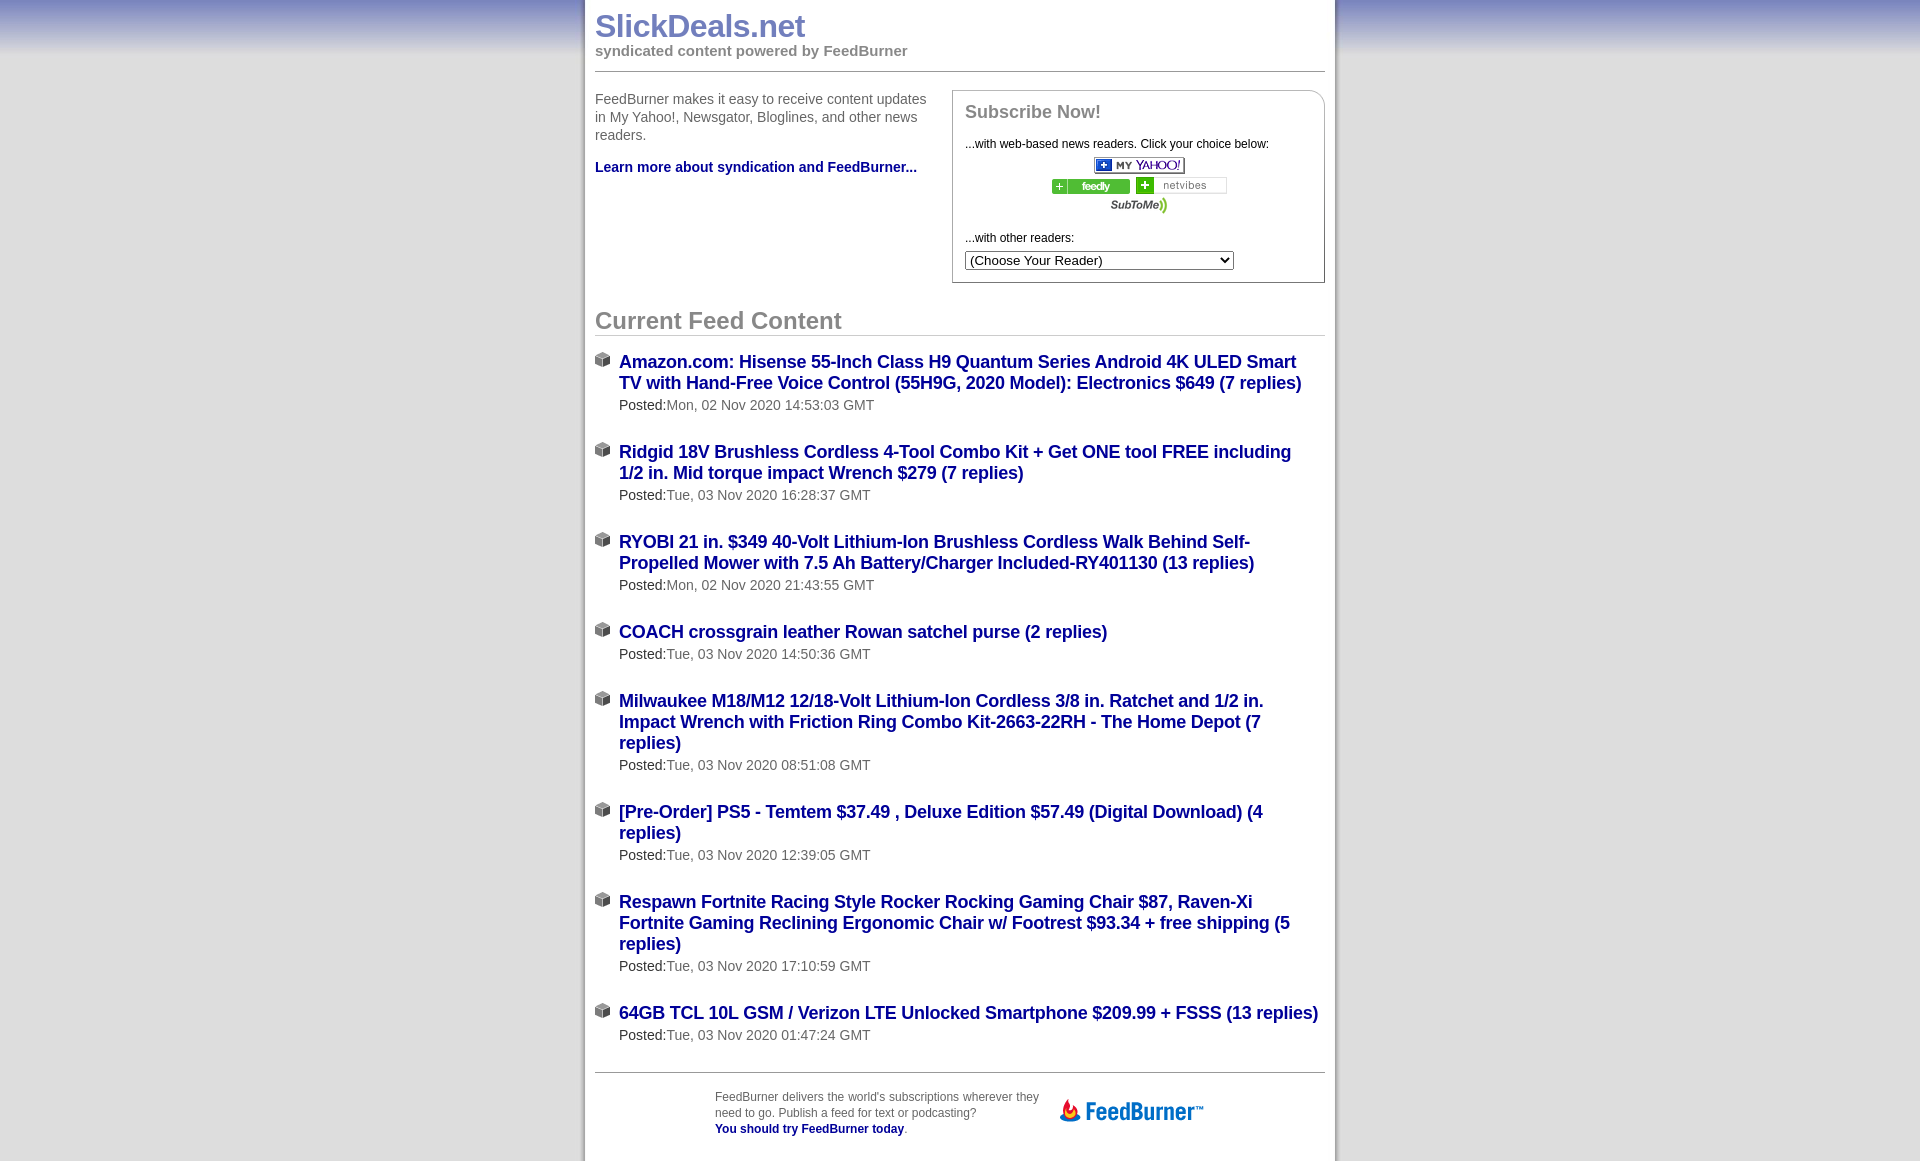 SlickDeals.net
syndicated content powered by FeedBurner
FeedBurner makes it easy to receive content updates
in My Yahoo!, Newsgator, Bloglines, and other news
readers.
Learn more about syndication and FeedBurner...
Subscribe Now!
...with web-based news readers. Click your choice below:
MY YAHOO!
feedly
netvibes
SubToMe
...with other readers:
(Choose Your Reader)
Current Feed Content
Amazon.com: Hisense 55-Inch Class H9 Quantum Series Android 4K ULED Smart
TV with Hand-Free Voice Control (55H9G, 2020 Model): Electronics $649 (7 replies)
Posted:Mon, 02 Nov 2020 14:53:03 GMT
Ridgid 18V Brushless Cordless 4-Tool Combo Kit + Get ONE tool FREE including
1/2 in. Mid torque impact Wrench $279 (7 replies)
Posted:Tue, 03 Nov 2020 16:28:37 GMT
RYOBI 21 in. $349 40-Volt Lithium-Ion Brushless Cordless Walk Behind Self-
Propelled Mower with 7.5 Ah Battery/Charger Included-RY401130 (13 replies)
Posted:Mon, 02 Nov 2020 21:43:55 GMT
COACH crossgrain leather Rowan satchel purse (2 replies)
Posted:Tue, 03 Nov 2020 14:50:36 GMT
Milwaukee M18/M12 12/18-Volt Lithium-Ion Cordless 3/8 in. Ratchet and 1/2 in.
Impact Wrench with Friction Ring Combo Kit-2663-22RH - The Home Depot (7
replies)
Posted:Tue, 03 Nov 2020 08:51:08 GMT
[Pre-Order] PS5 - Temtem $37.49 , Deluxe Edition $57.49 (Digital Download) (4
replies)
Posted:Tue, 03 Nov 2020 12:39:05 GMT
Respawn Fortnite Racing Style Rocker Rocking Gaming Chair $87, Raven-Xi
Fortnite Gaming Reclining Ergonomic Chair w/ Footrest $93.34 + free shipping (5
replies)
Posted:Tue, 03 Nov 2020 17:10:59 GMT
64GB TCL 10L GSM / Verizon LTE Unlocked Smartphone $209.99 + FSSS (13 replies)
Posted:Tue, 03 Nov 2020 01:47:24 GMT
FeedBurner delivers the world's subscriptions wherever they
need to go. Publish a feed for text or podcasting?
You should try FeedBurner today.
FeedBurner™